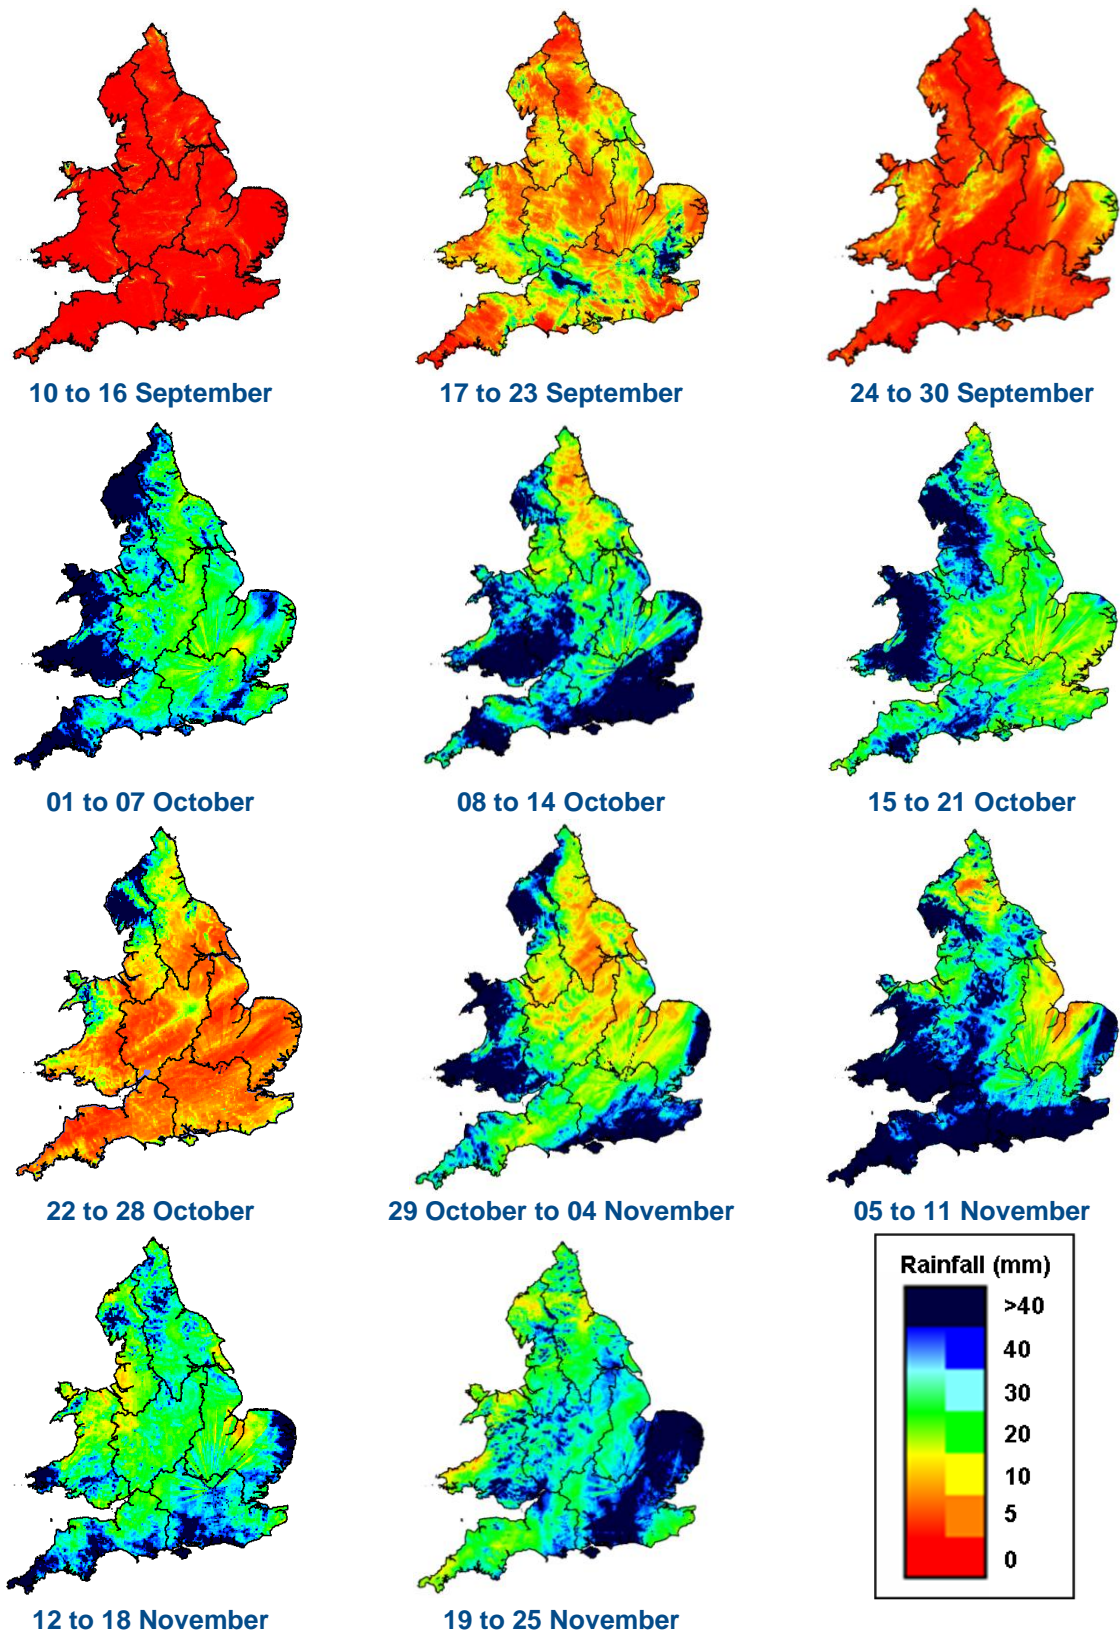 10 to 16 September
17 to 23 September
24 to 30 September
01 to 07 October
08 to 14 October
15 to 21 October
22 to 28 October
29 October to 04 November
05 to 11 November
Rainfall (mm)
>40
40
30
20
10
5
0
12 to 18 November
19 to 25 November